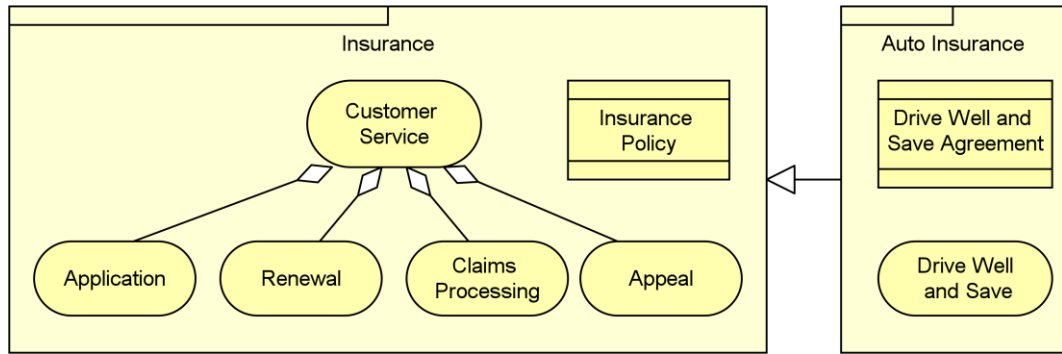 Insurance
Auto Insurance
Customer
Service
Insurance
Policy
Drive Well and
Save Agreement
Application
Renewal
Claims
Processing
Appeal
Drive Well
and Save